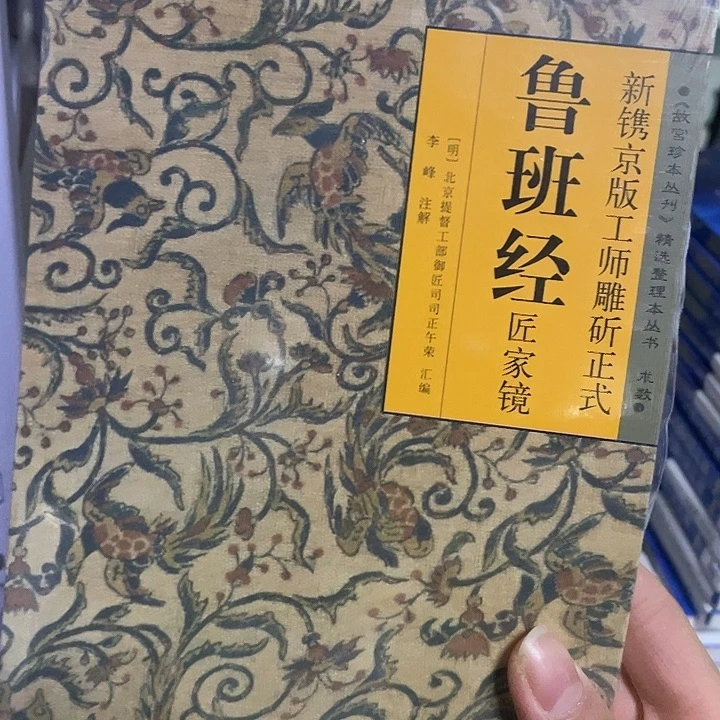 《故宫珍本丛刊》精选整理本丛书 术数
新镌京版工师雕斫正式
鲁班经匠家镜
［明］北京提督工部御匠司司正午荣 汇编
李峰 注解